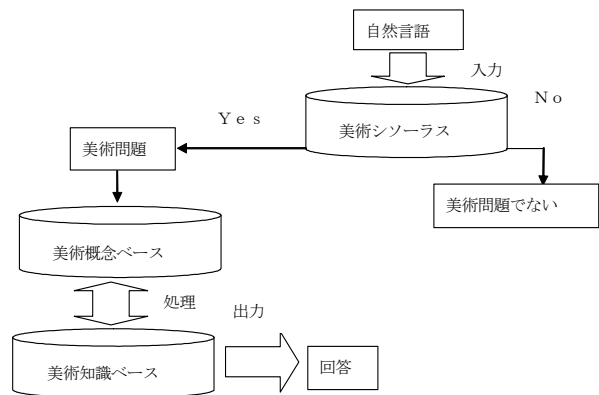 自然言語
入力
美術シソーラス
Ｎｏ
Ｙｅｓ
美術問題
美術問題でない
美術概念ベース
処理
出力
美術知識ベース
回答